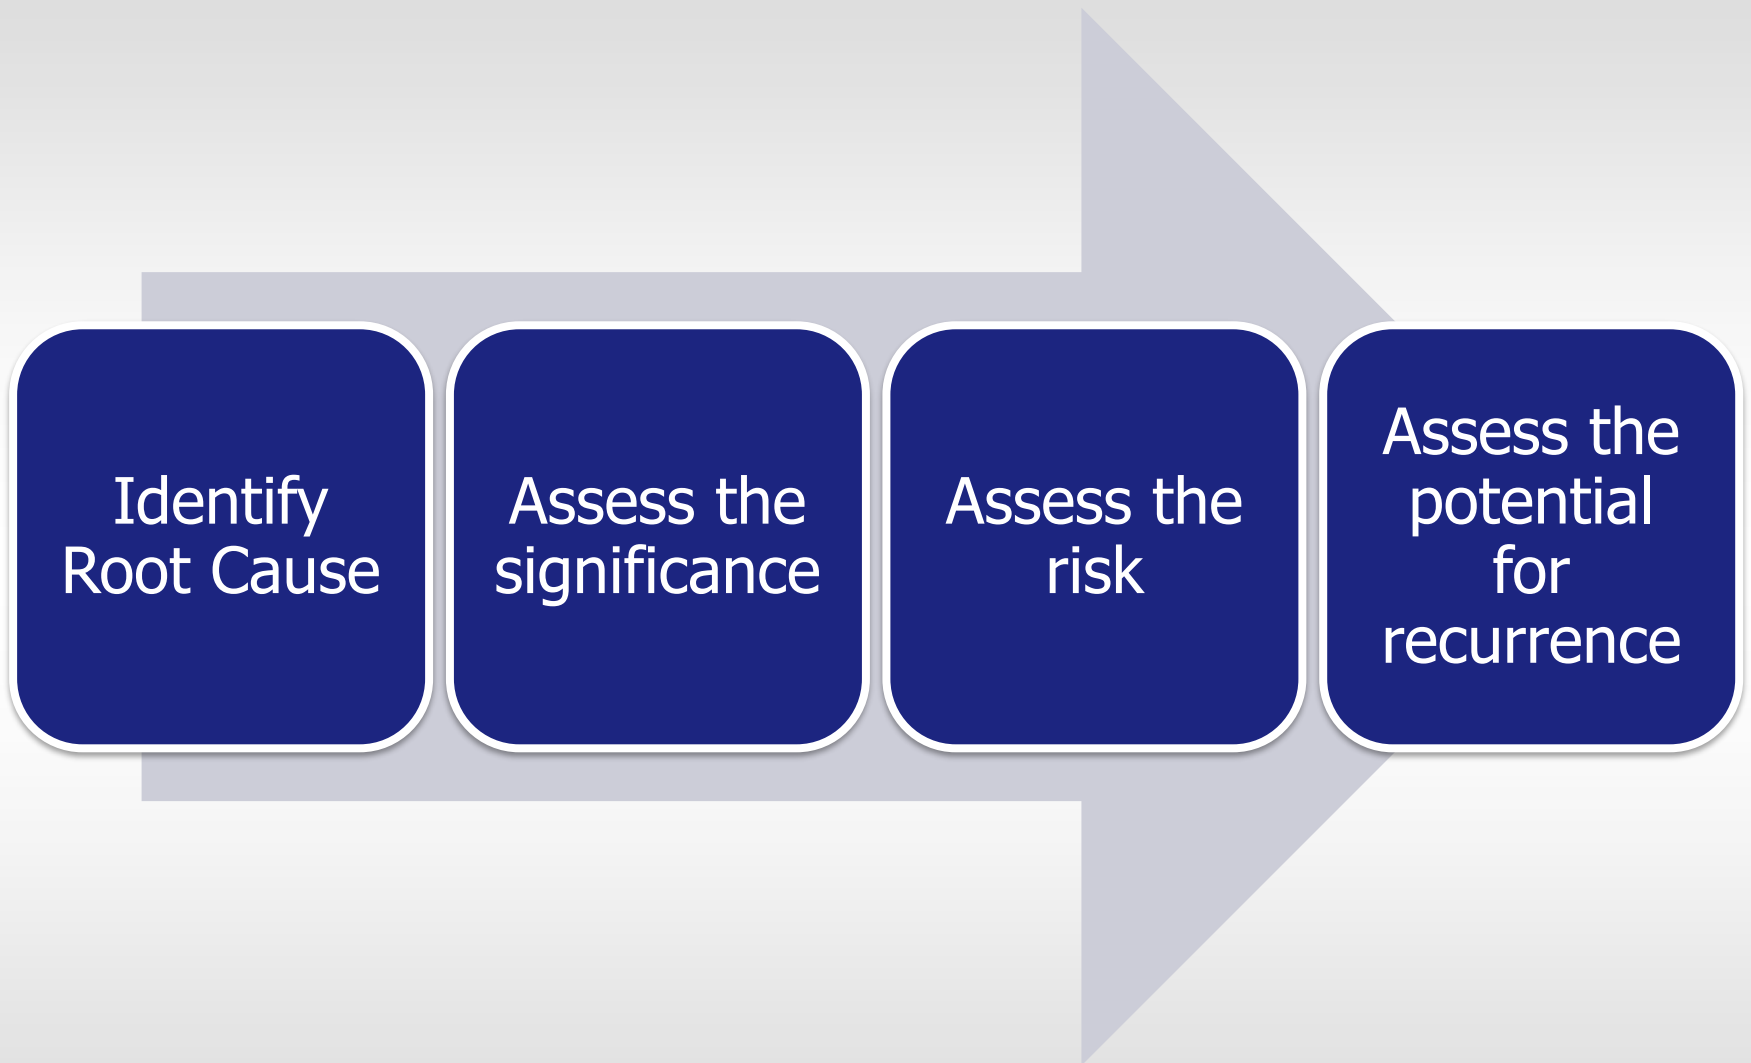 Identify
Root Cause
Assess the
significance
Assess the
risk
Assess the
potential
for
recurrence